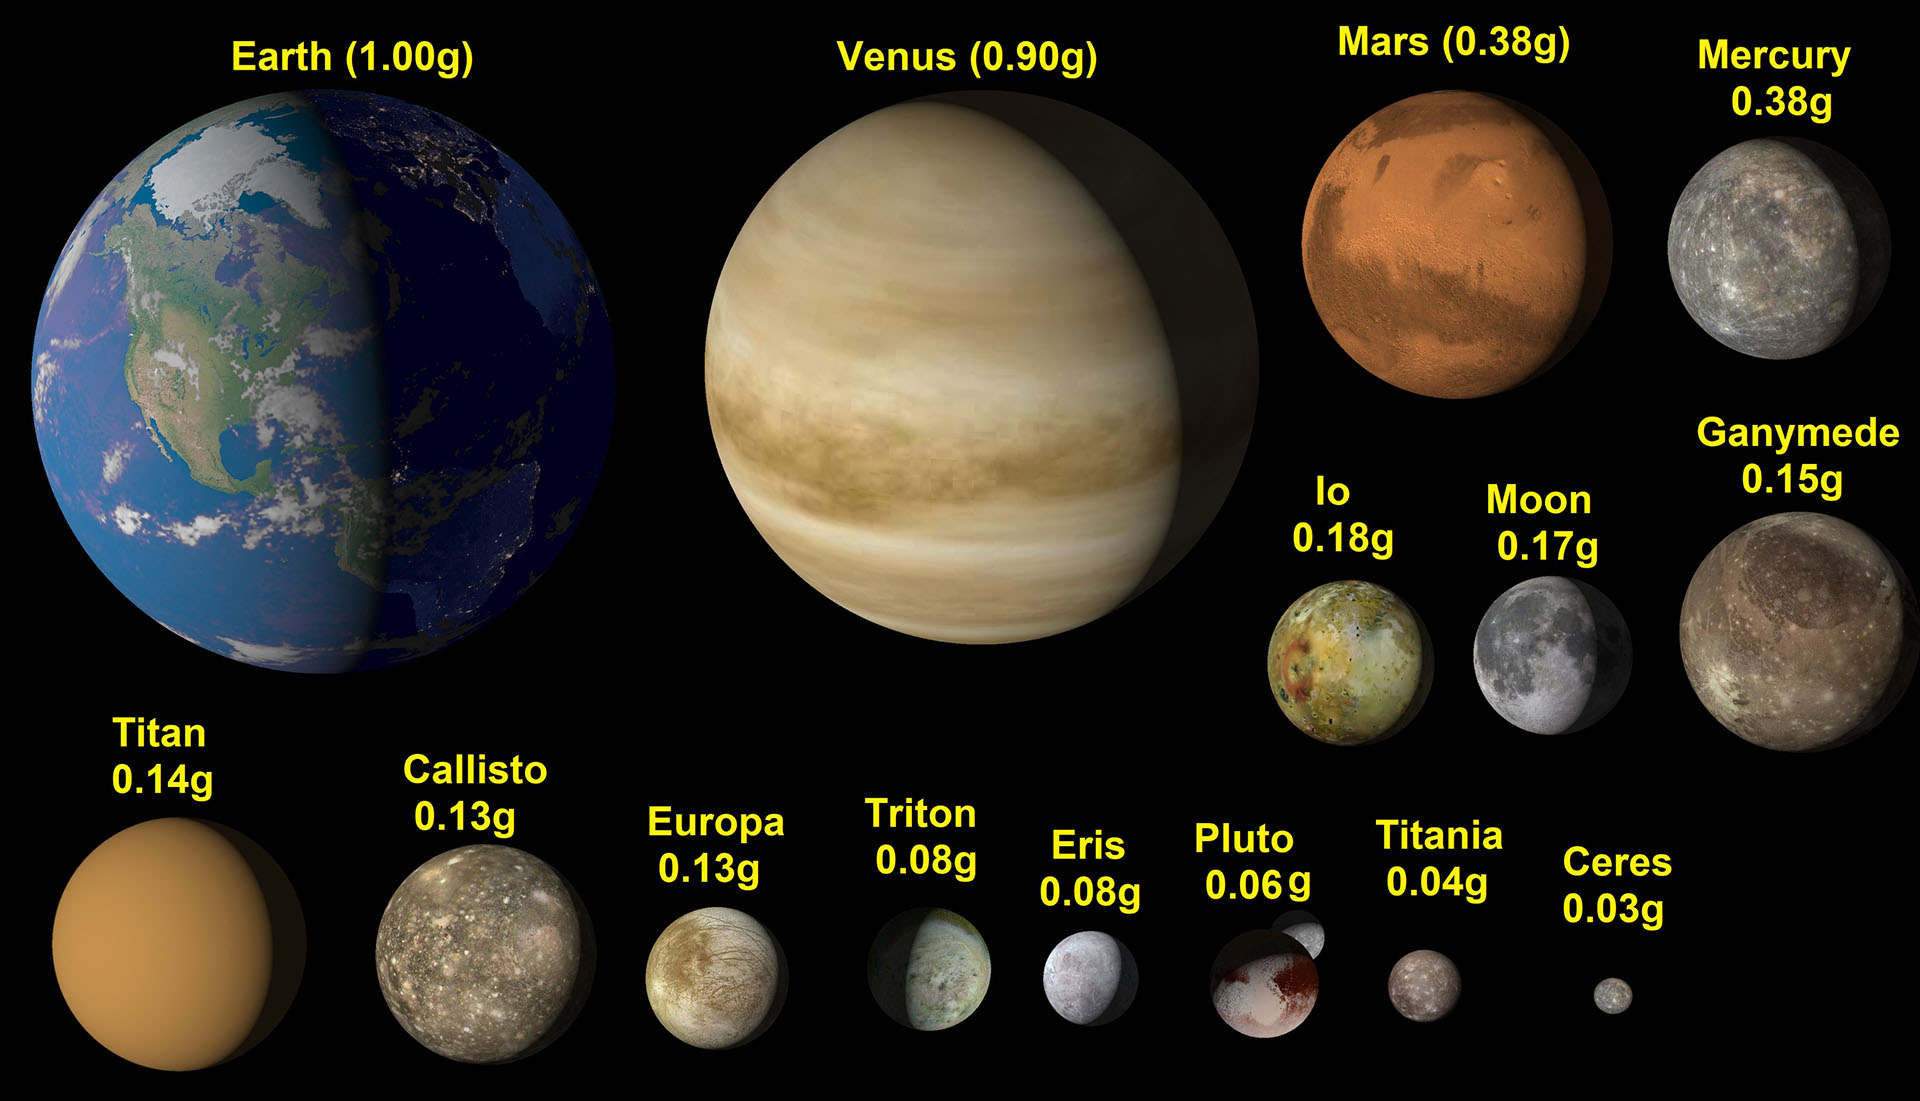 Earth (1.00g)
Venus (0.90g)
Mars (0.38g)
Mercury
0.38g
Io
0.18g
Moon
0.17g
Ganymede
0.15g
Titan
0.14g
Callisto
0.13g
Europa
0.13g
Triton
0.08g
Eris
0.08g
Pluto
0.06 g
Titania
0.04g
Ceres
0.03g